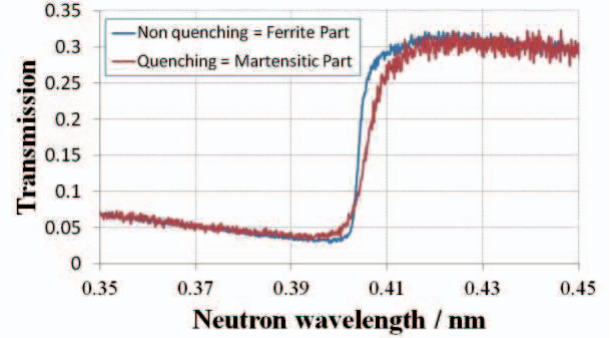 0.35
0.3
0.25
0.2
0.15
0.1
0.05
0
Transmission
Non quenching = Ferrite Part
Quenching = Martensitic Part
0.35 0.37 0.39 0.41 0.43 0.45
Neutron wavelength / nm